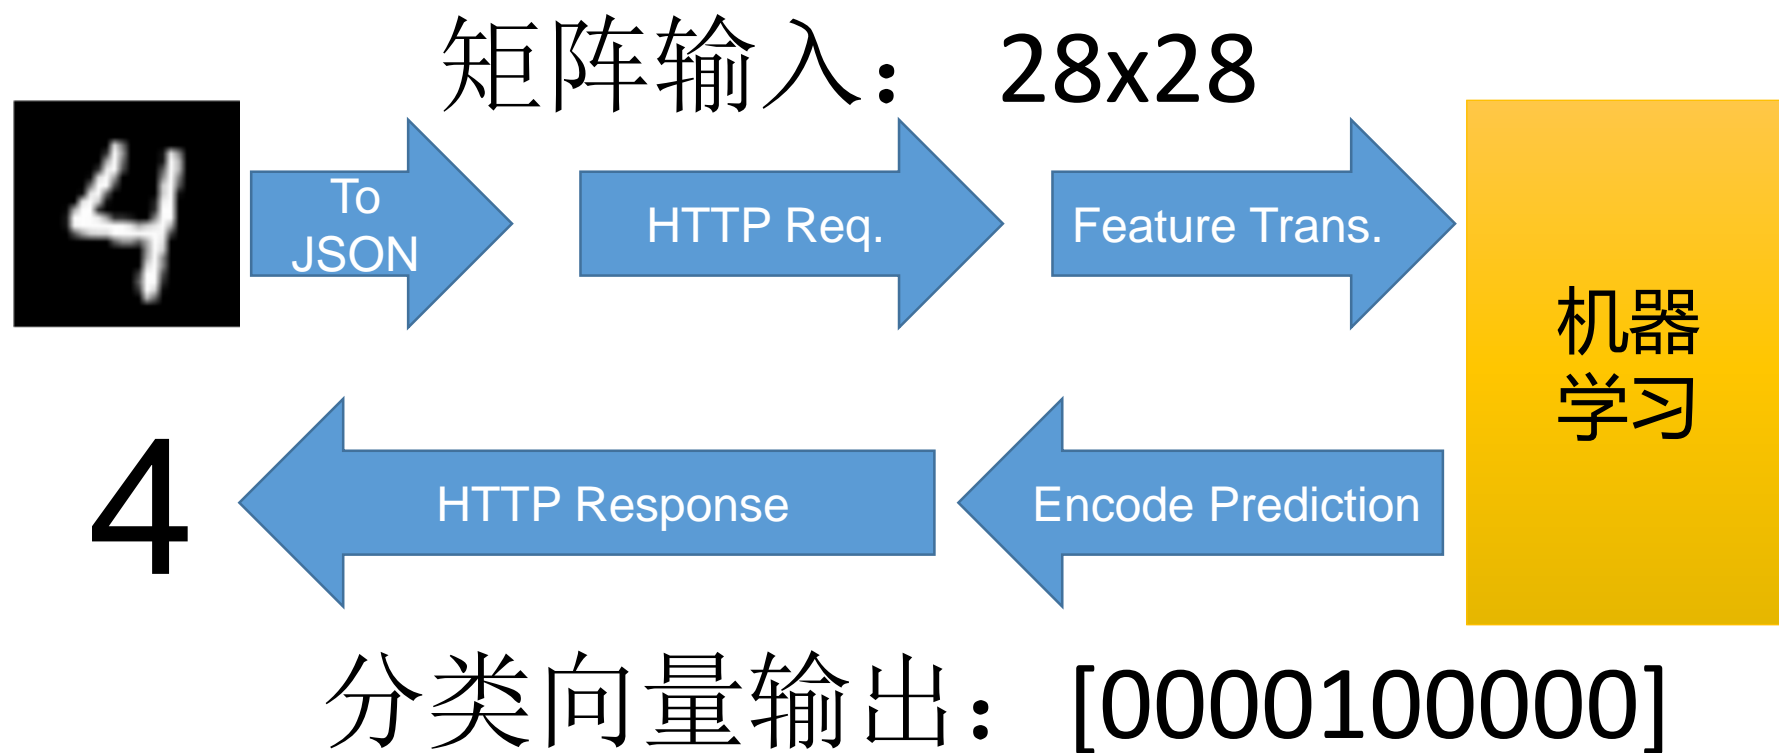 矩阵输入： 28x28
4
To
JSON
HTTP Req.
Feature Trans.
机器
学习
4
HTTP Response
Encode Prediction
分类向量输出： [0000100000]